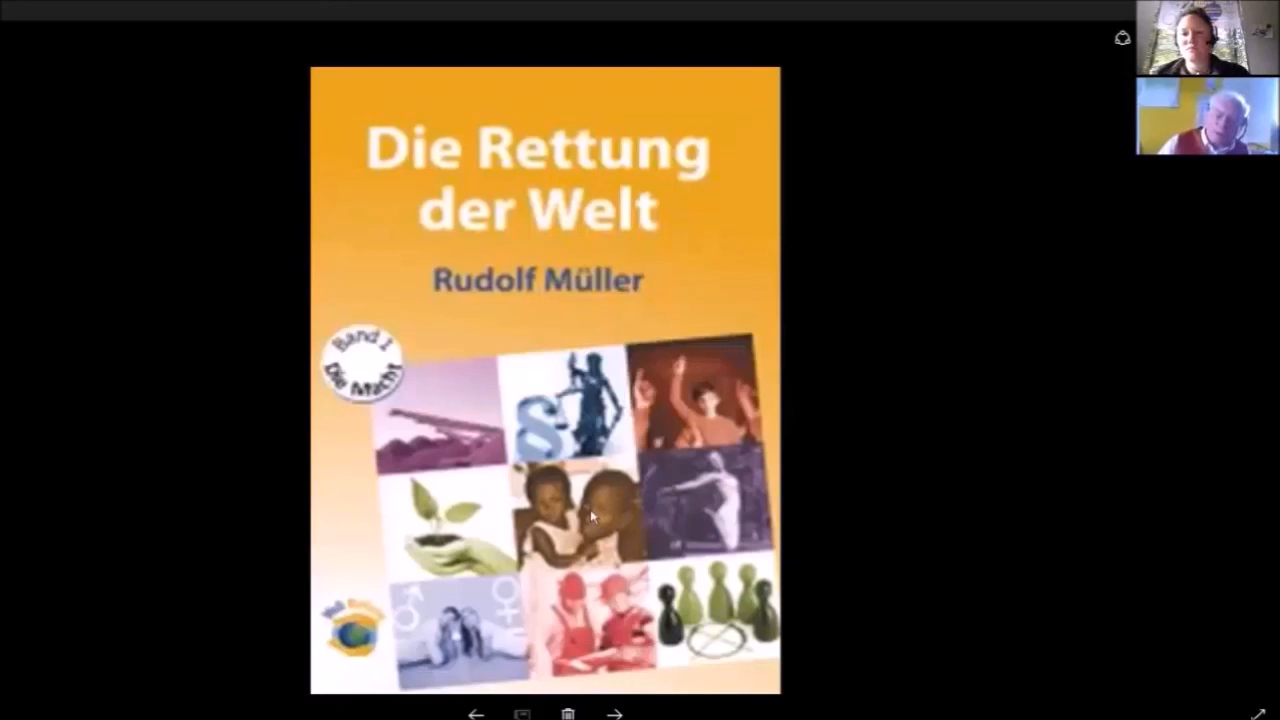 Die Rettung
der Welt
Rudolf Müller
Band 1
Die Macht
§